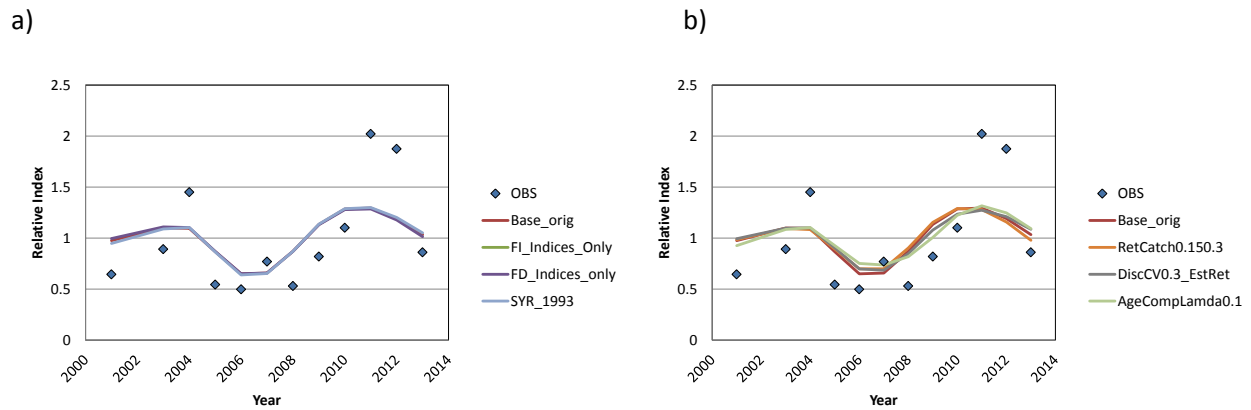 a)
2.5
2
1.5
1
0.5
0
Relative Index
2000
2002
2004
2006
2008
2010
2012
2014
Year
OBS
Base_orig
FI_Indices_Only
FD_Indices_only
SYR_1993
b)
2.5
2
1.5
1
0.5
0
Relative Index
2000
2002
2004
2006
2008
2010
2012
2014
Year
OBS
Base_orig
RetCatch0.150.3
DiscCV0.3_EstRet
AgeCompLamda0.1